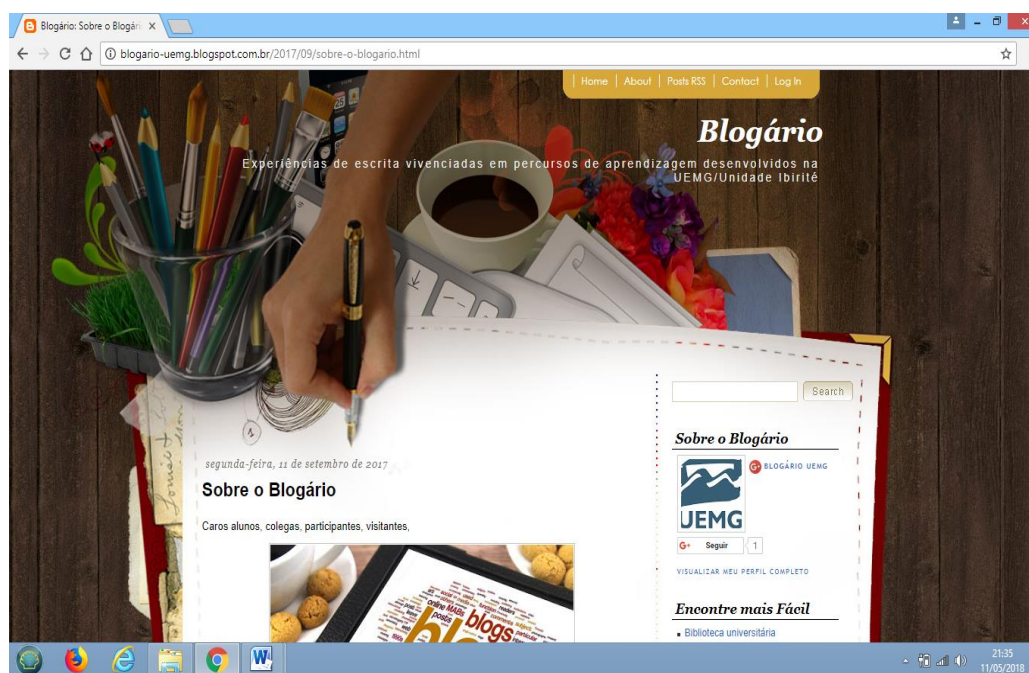 Blogário: Sobre o Blogári
blogario-uemg.blogspot.com.br/2017/09/sobre-o-blogario.html
Home | About | Posts RSS | Contact | Log In
Blogário
Experiências de escrita vivenciadas em percursos de aprendizagem desenvolvidos na
UEMG/Unidade Ibirité
Search
segunda-feira, 11 de setembro de 2017
Sobre o Blogário
Caros alunos, colegas, participantes, visitantes,
blogs
online
posts
Sobre o Blogário
UEMG
BLOGÁRIO UEMG
G+ Seguir 1
VISUALIZAR MEU PERFIL COMPLETO
Encontre mais Fácil
Biblioteca universitária
21:35
11/05/2018